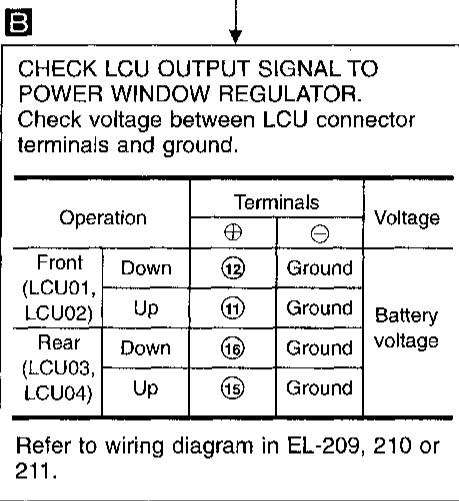 B
CHECK LCU OUTPUT SIGNAL TO
POWER WINDOW REGULATOR.
Check voltage between LCU connector
terminals and ground.
Operation Terminals Voltage
⊕ ⊖
Front (LCU01, LCU02) Down ⑫ Ground Battery voltage
Up ⑪ Ground
Rear (LCU03, LCU04) Down ⑯ Ground
Up ⑮ Ground
Refer to wiring diagram in EL-209, 210 or
211.